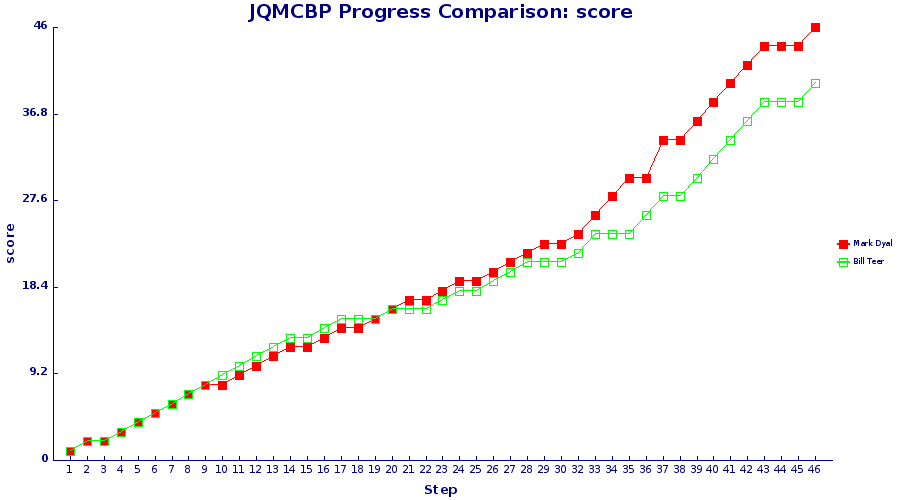 JQMCBP Progress Comparison: score
46
36.8
27.6
18.4
9.2
0
score
1 2 3 4 5 6 7 8 9 10 11 12 13 14 15 16 17 18 19 20 21 22 23 24 25 26 27 28 29 30 31 32 33 34 35 36 37 38 39 40 41 42 43 44 45 46
Step
Mark Dyal
Bill Teer